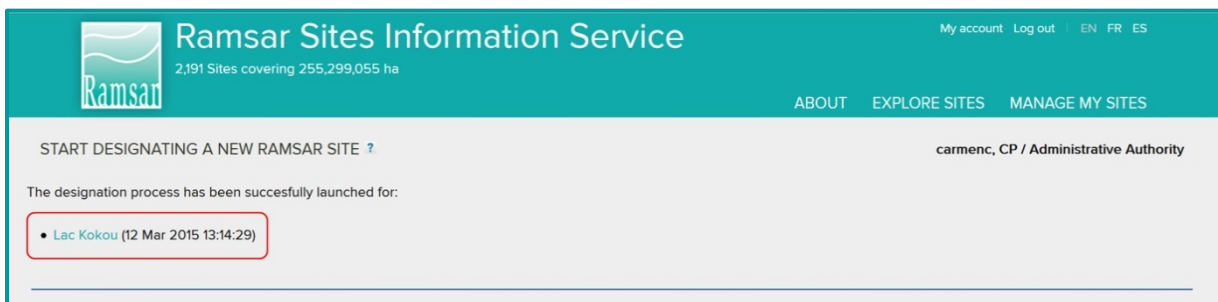 Ramsar
Ramsar Sites Information Service
2,191 Sites covering 255,299,055 ha
My account Log out | EN FR ES
ABOUT EXPLORE SITES MANAGE MY SITES
START DESIGNATING A NEW RAMSAR SITE ?
carmenc, CP / Administrative Authority
The designation process has been succesfully launched for:
• Lac Kokou (12 Mar 2015 13:14:29)